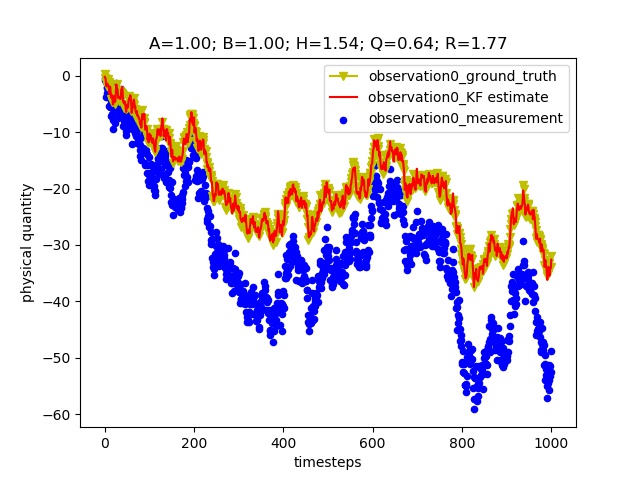 A=1.00; B=1.00; H=1.54; Q=0.64; R=1.77
observation0_ground_truth
observation0_KF estimate
observation0_measurement
physical quantity
0
−10
−20
−30
−40
−50
−60
0 200 400 600 800 1000
timesteps